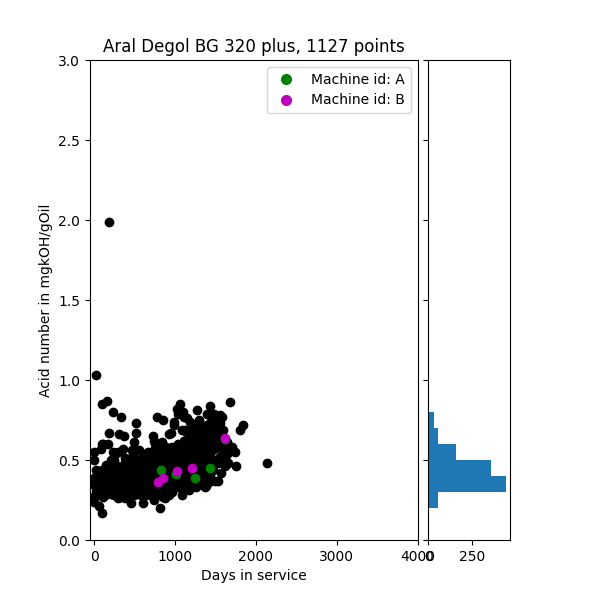 Aral Degol BG 320 plus, 1127 points
Machine id: A
Machine id: B
Acid number in mgkOH/gOil
3.0
2.5
2.0
1.5
1.0
0.5
0.0
0 1000 2000 3000 4000
0 250
Days in service